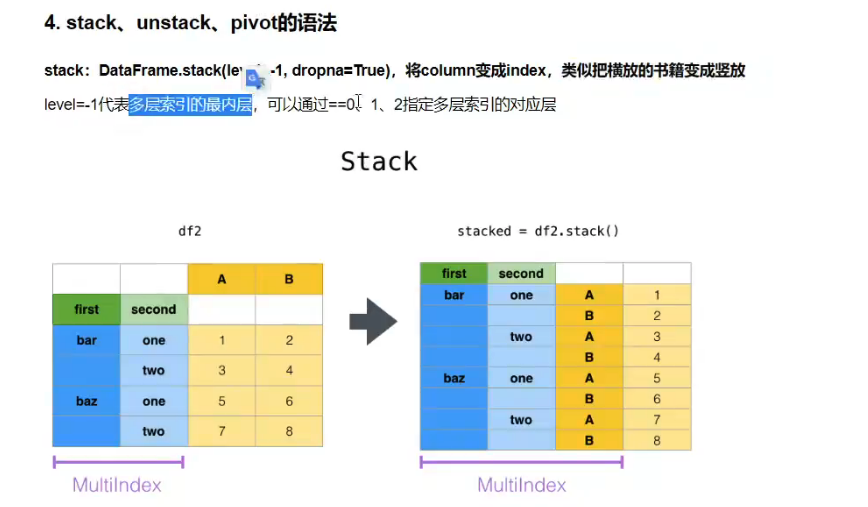 4. stack、unstack、pivot的语法
stack：DataFrame.stack(level=-1, dropna=True)，将column变成index，类似把横放的书籍变成竖放
level=-1代表多层索引的最内层，可以通过==0、1、2指定多层索引的对应层
Stack
df2
stacked = df2.stack()
A B
first second
bar one 1 2
two 3 4
baz one 5 6
two 7 8
MultiIndex
first second
bar one A 1
B 2
two A 3
B 4
baz one A 5
B 6
two A 7
B 8
MultiIndex